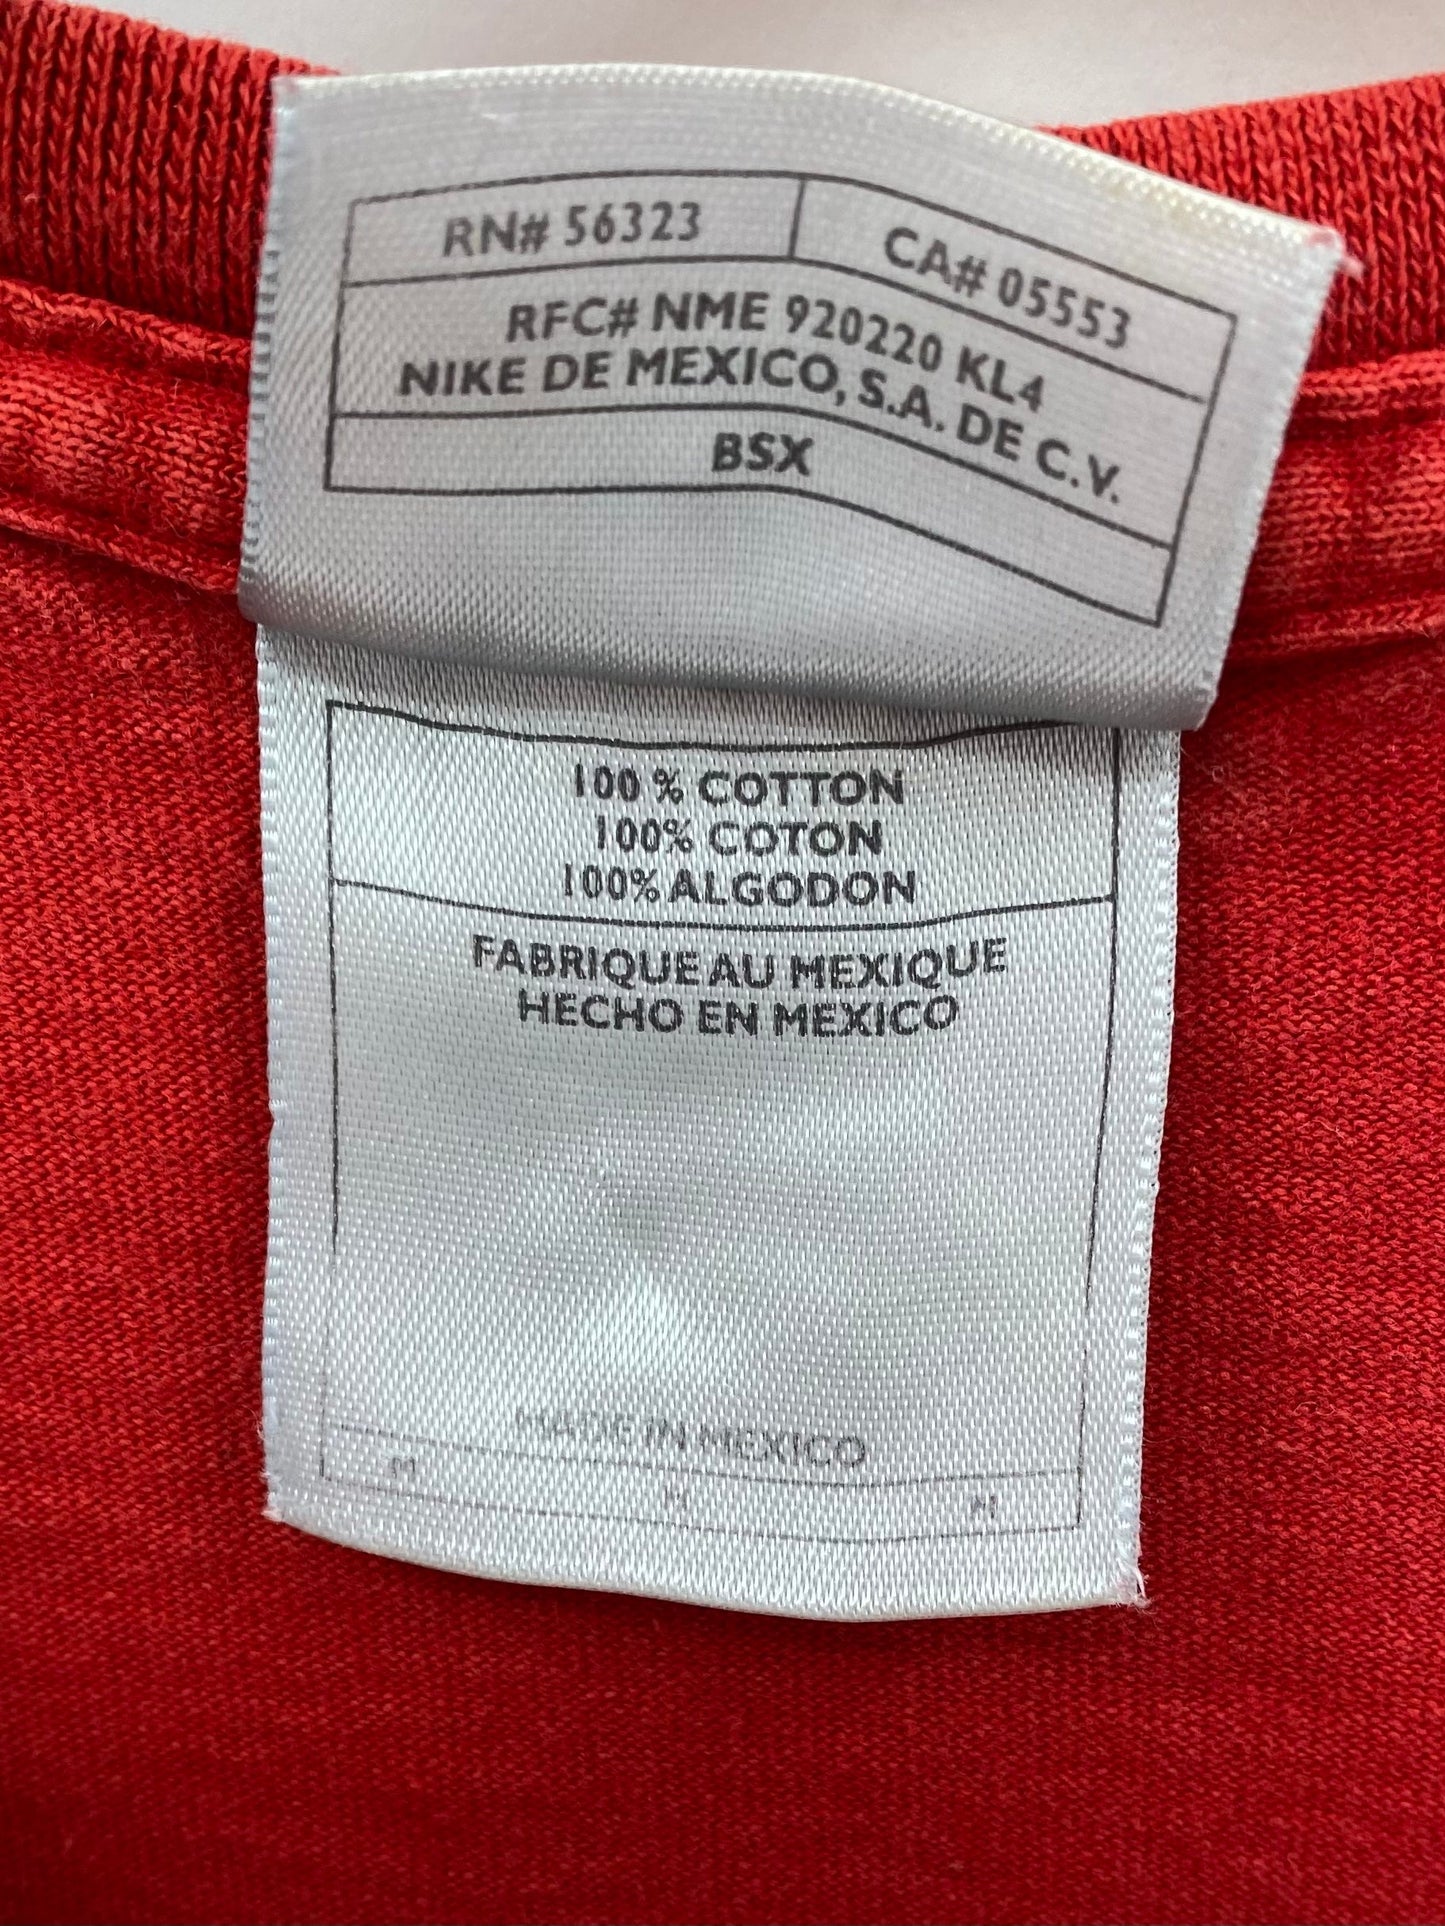 RN# 56323 CA# 05553
RFC# NME 920220 KL4
NIKE DE MEXICO, S.A. DE C.V.
BSX
100 % COTTON
100% COTON
100% ALGODON
FABRIQUE AU MEXIQUE
HECHO EN MEXICO
MADE IN MEXICO
M M M